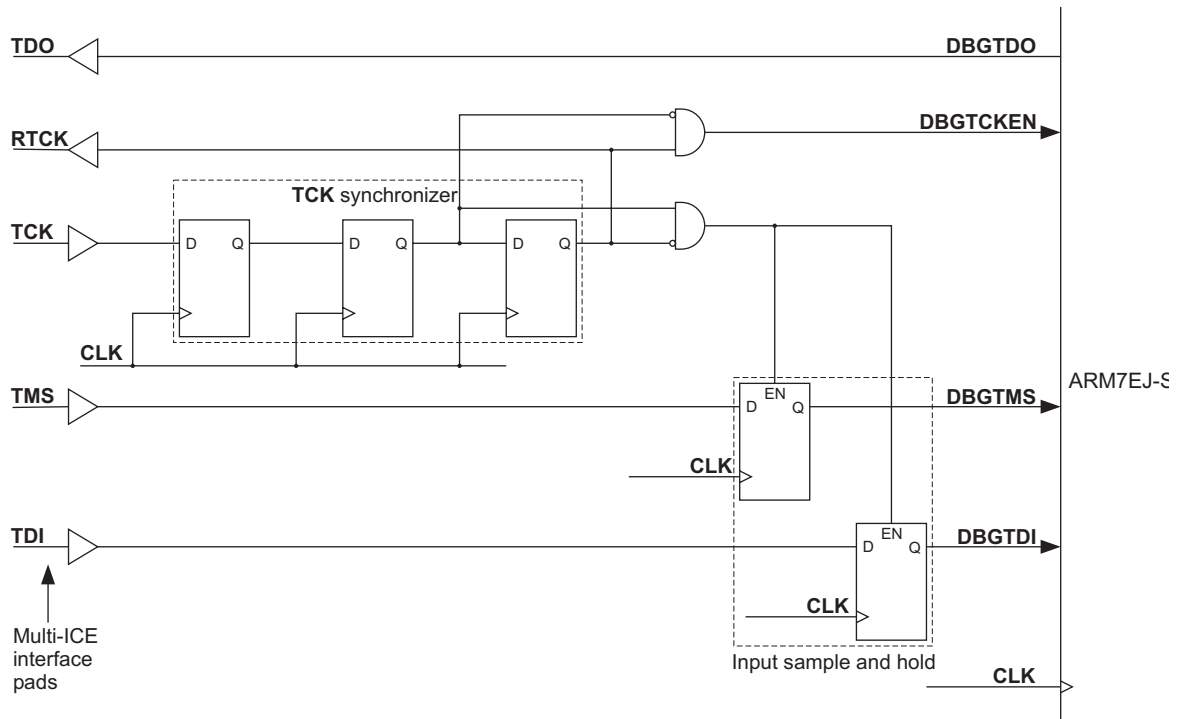 TDO
DBGTDO
RTCK
DBGTCKEN
TCK synchronizer
TCK
D Q
D Q
D Q
CLK
ARM7EJ-S
TMS
EN
D Q
DBGTMS
CLK
TDI
EN
D Q
DBGTDI
CLK
Multi-ICE
interface
pads
Input sample and hold
CLK